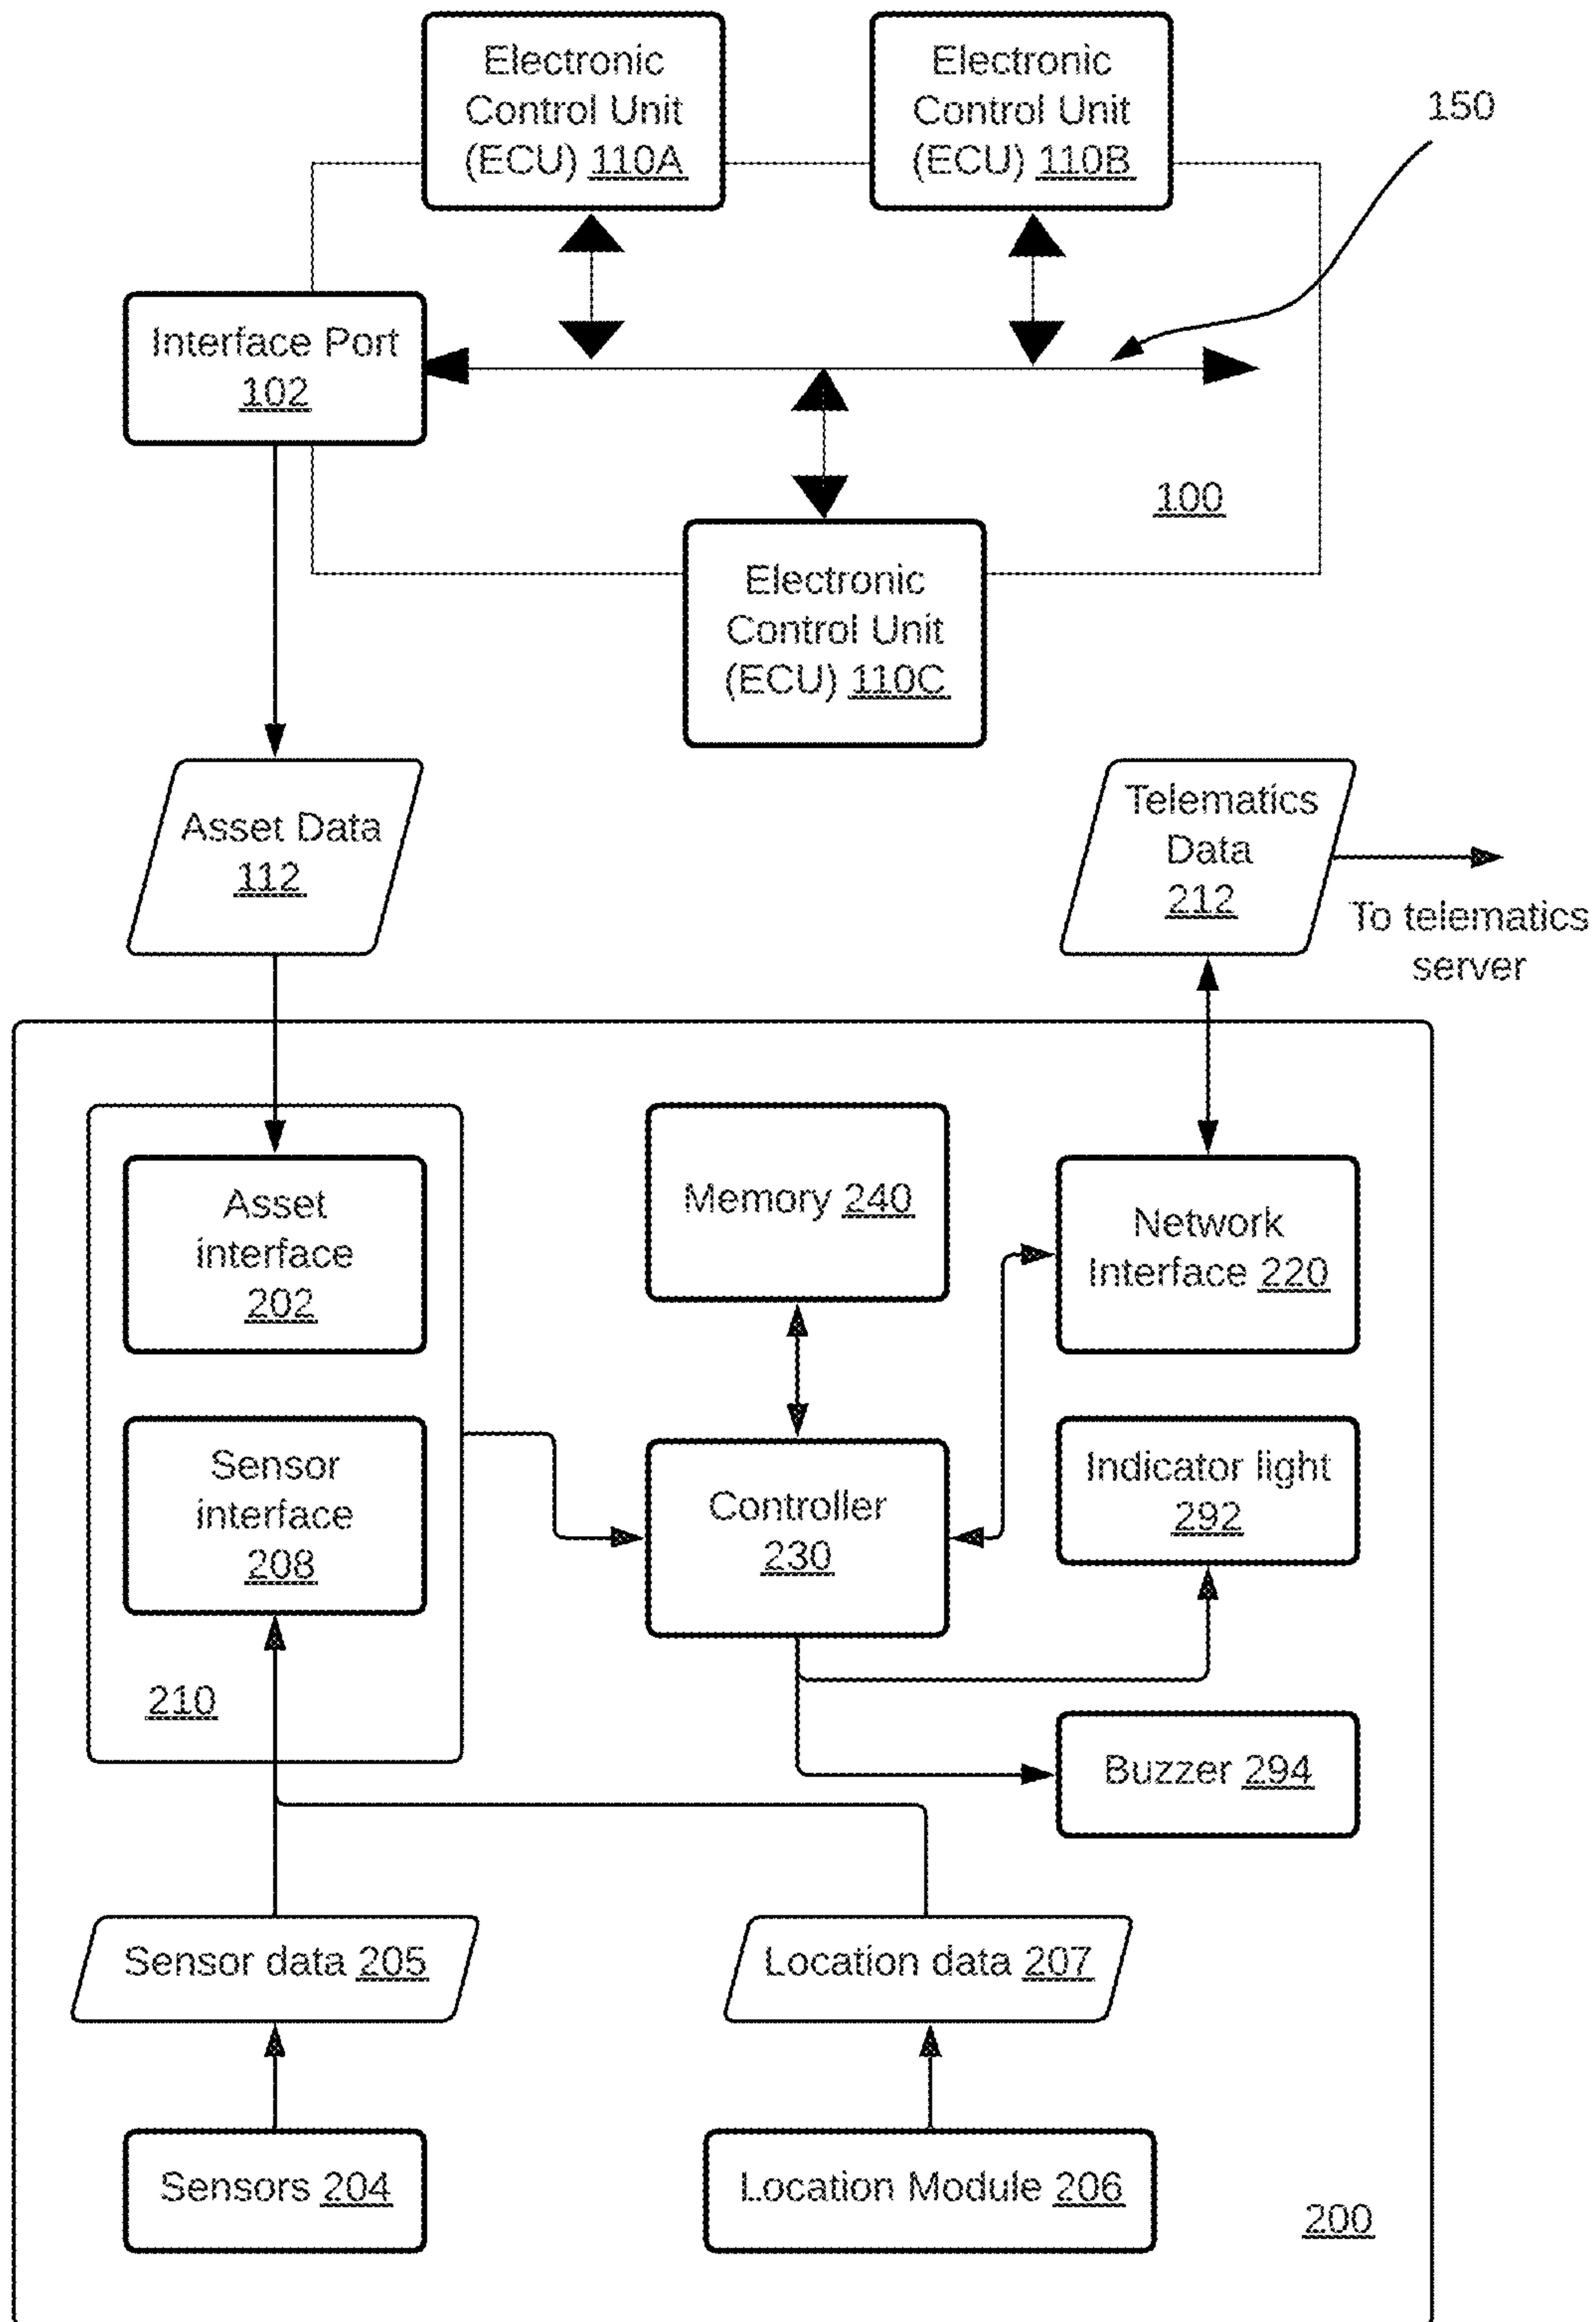 Electronic
Control Unit
(ECU) 110A
Electronic
Control Unit
(ECU) 110B
150
Interface Port
102
100
Electronic
Control Unit
(ECU) 110C
Asset Data
112
Telematics
Data
212
To telematics
server
Asset
interface
202
Memory 240
Network
Interface 220
Sensor
interface
208
Controller
230
Indicator light
292
210
Buzzer 294
Sensor data 205
Location data 207
Sensors 204
Location Module 206
200